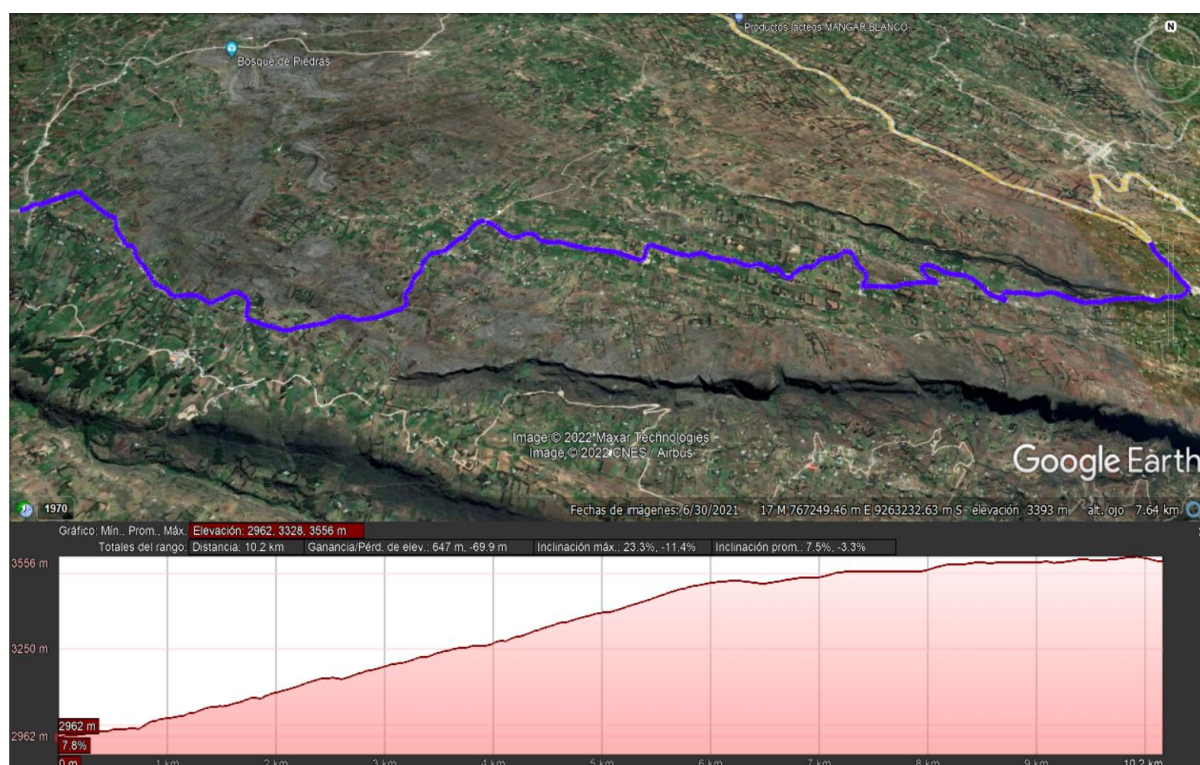 N
Productos lacteos MANGAR BLANCO...
Bosque de Piedras
Image © 2022 Maxar Technologies
Image © 2022 CNES / Airbus
Google Earth
1970
Fechas de imágenes: 6/30/2021 17 M 767249.46 m E 9263232.63 m S elevación 3393 m alt. ojo 7.64 km
Gráfico: Mín., Prom., Máx. Elevación: 2962, 3328, 3556 m
Totales del rango: Distancia: 10.2 km Ganancia/Pérd. de elev.: 647 m, -69.9 m Inclinación máx.: 23.3%, -11.4% Inclinación prom.: 7.5%, -3.3%
3556 m
3250 m
2962 m
2962 m
7.8%
0 m 1 km 2 km 3 km 4 km 5 km 6 km 7 km 8 km 9 km 10.2 km